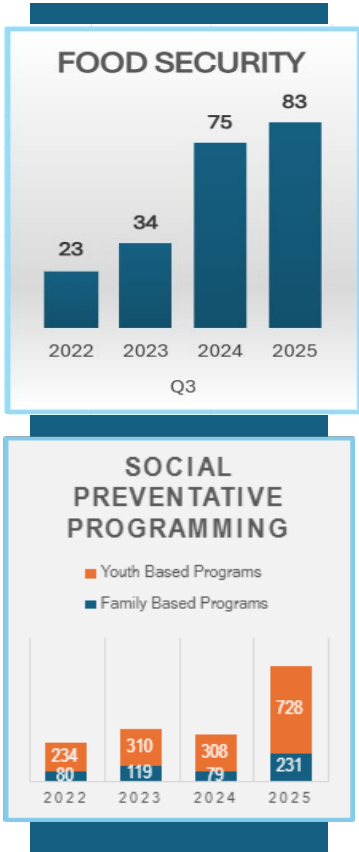 FOOD SECURITY
83
75
34
23
2022 2023 2024 2025
Q3
SOCIAL
PREVENTATIVE
PROGRAMMING
Youth Based Programs
Family Based Programs
728
234 310 308
80 119 79 231
2022 2023 2024 2025